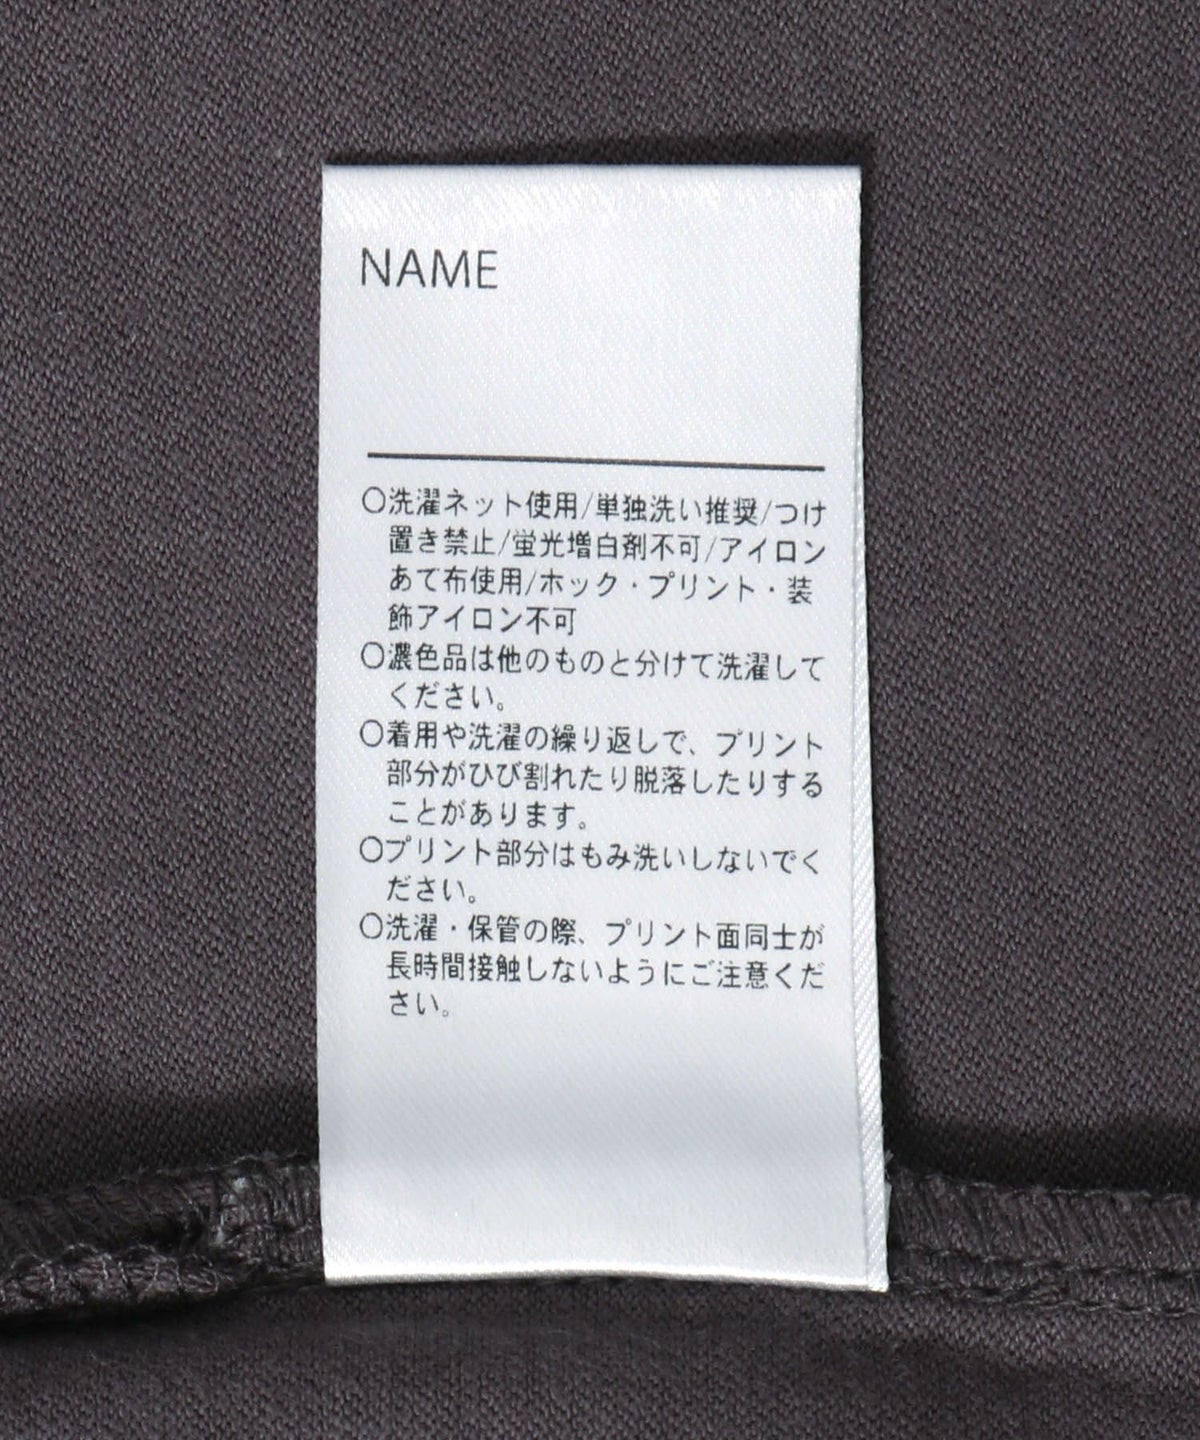 NAME
〇洗濯ネット使用/単独洗い推奨/つけ
置き禁止/蛍光増白剤不可/アイロン
あて布使用/ホック・プリント・装
飾アイロン不可
〇濃色品は他のものと分けて洗濯して
ください。
〇着用や洗濯の繰り返しで、プリント
部分がひび割れたり脱落したりする
ことがあります。
〇プリント部分はもみ洗いしないでく
ださい。
〇洗濯・保管の際、プリント面同士が
長時間接触しないようにご注意くだ
さい。